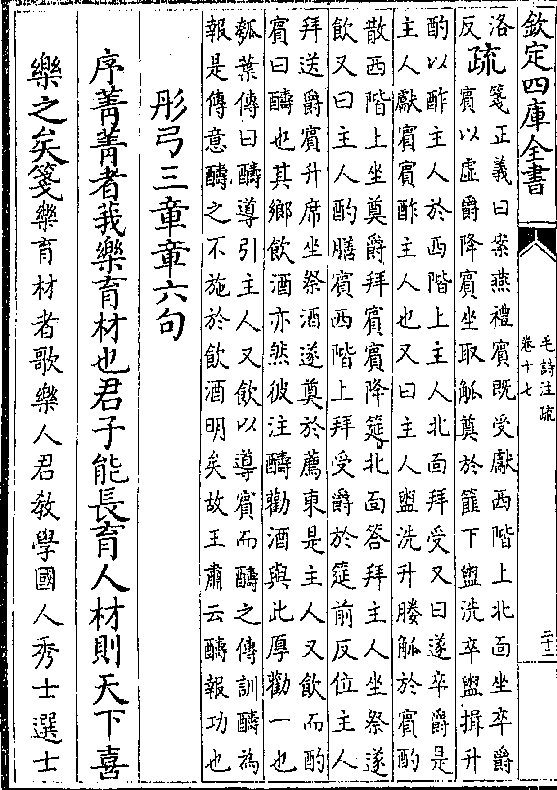 欽定四庫全書
毛詩注疏
卷十七
二十二
洛
反疏箋正義曰案燕禮賓既受獻西階上北面坐卒爵
賓以虛爵降賓坐取觚奠於篚下盥洗卒盥揖升
酌以酢主人於西階上主人北面拜受又曰遂卒爵是
主人獻賓賓酢主人也又曰主人盥洗升媵觚於賓酌
散西階上坐奠爵拜賓賓降筵北面答拜主人坐祭遂
飲又曰主人酌膳賓西階上拜受爵於筵前反位主人
拜送爵賓升席坐祭酒遂奠於薦東是主人又飲而酌
賓曰醻也其鄉飲酒亦然彼注醻勸酒與此厚勸一也
瓠葉傳曰醻導引主人又飲以導賓而醻之傳訓醻為
報是傳意醻之不施於飲酒明矣故王肅云醻報功也
彤弓三章章六句
序菁菁者莪樂育材也君子能長育人材則天下喜
樂之矣箋樂育材者歌樂人君教學國人秀士選士